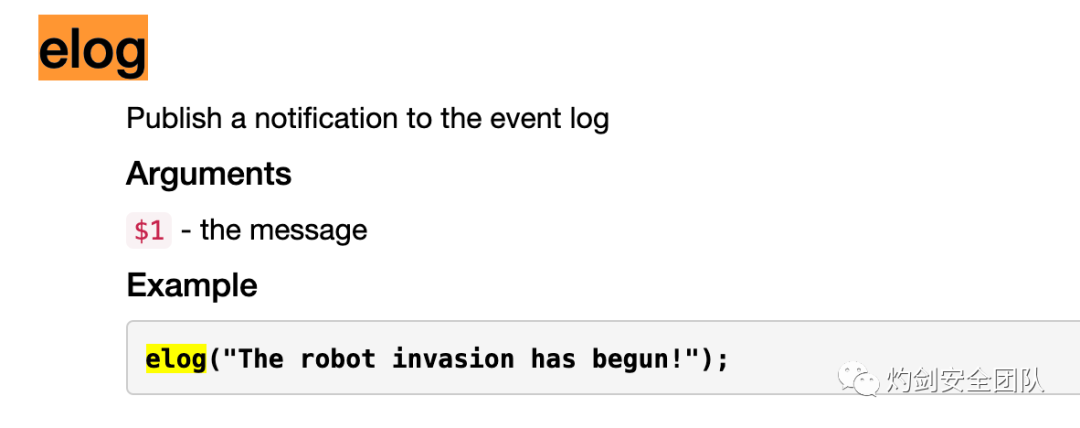 elog
Publish a notification to the event log
Arguments
$1 - the message
Example
elog("The robot invasion has begun!");
灼剑安全团队